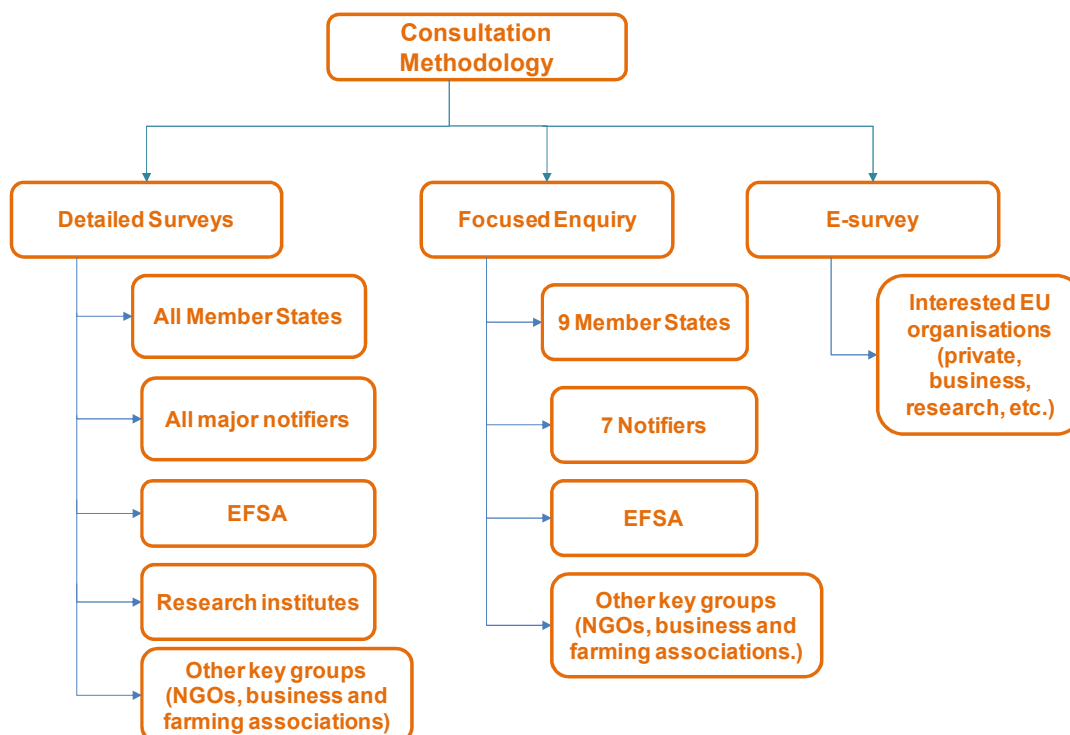 Consultation
Methodology
Detailed Surveys
All Member States
All major notifiers
EFSA
Research institutes
Other key groups
(NGOs, business and
farming associations)
Focused Enquiry
9 Member States
7 Notifiers
EFSA
Other key groups
(NGOs, business and
farming associations.)
E-survey
Interested EU
organisations
(private,
business,
research, etc.)